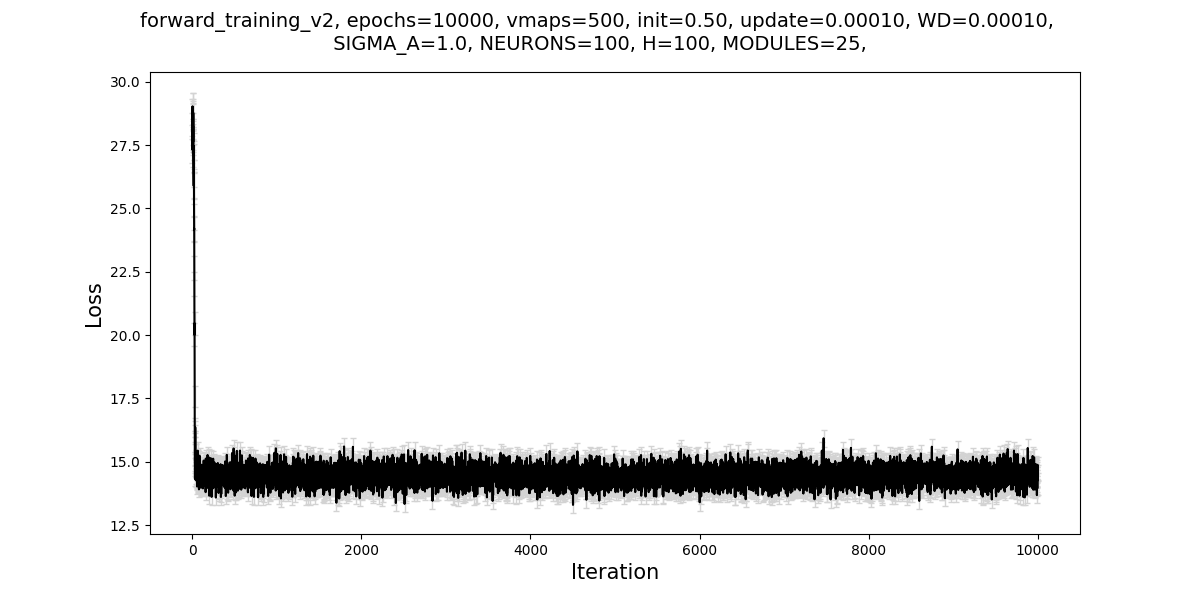 forward_training_v2, epochs=10000, vmaps=500, init=0.50, update=0.00010, WD=0.00010,
SIGMA_A=1.0, NEURONS=100, H=100, MODULES=25,
30.0
27.5
25.0
22.5
20.0
17.5
15.0
12.5
Loss
0 2000 4000 6000 8000 10000
Iteration